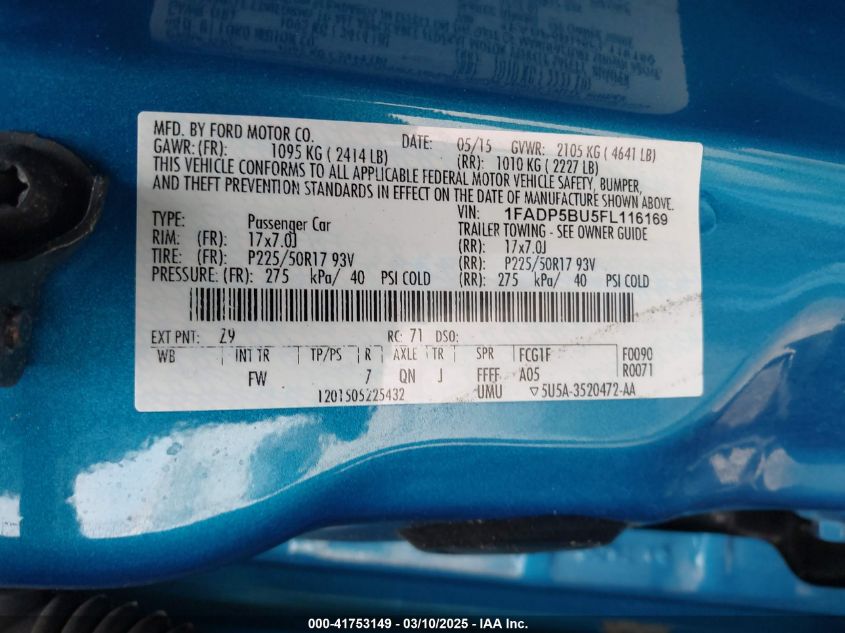 MFD. BY FORD MOTOR CO.
DATE: 05/15 GVWR: 2105 KG ( 4641 LB)
GAWR: (FR): 1095 KG ( 2414 LB) (RR): 1010 KG ( 2227 LB)
THIS VEHICLE CONFORMS TO ALL APPLICABLE FEDERAL MOTOR VEHICLE SAFETY, BUMPER,
AND THEFT PREVENTION STANDARDS IN EFFECT ON THE DATE OF MANUFACTURE SHOWN ABOVE.
VIN: 1FADP5BU5FL116169
TYPE: Passenger Car TRAILER TOWING - SEE OWNER GUIDE
RIM: (FR): 17x7.0J (RR): 17x7.0J
TIRE: (FR): P225/50R17 93V (RR): P225/50R17 93V
PRESSURE: (FR): 275 kPa/ 40 PSI COLD (RR): 275 kPa/ 40 PSI COLD
EXT PNT: Z9 RC: 71 DSO:
WB INT TR TP/PS R AXLE TR SPR FCG1F F0090
FW 7 QN J FFFF A05 R0071
1201505225432 UMU ▽5U5A-3520472-AA
000-41753149 - 03/10/2025 - IAA Inc.